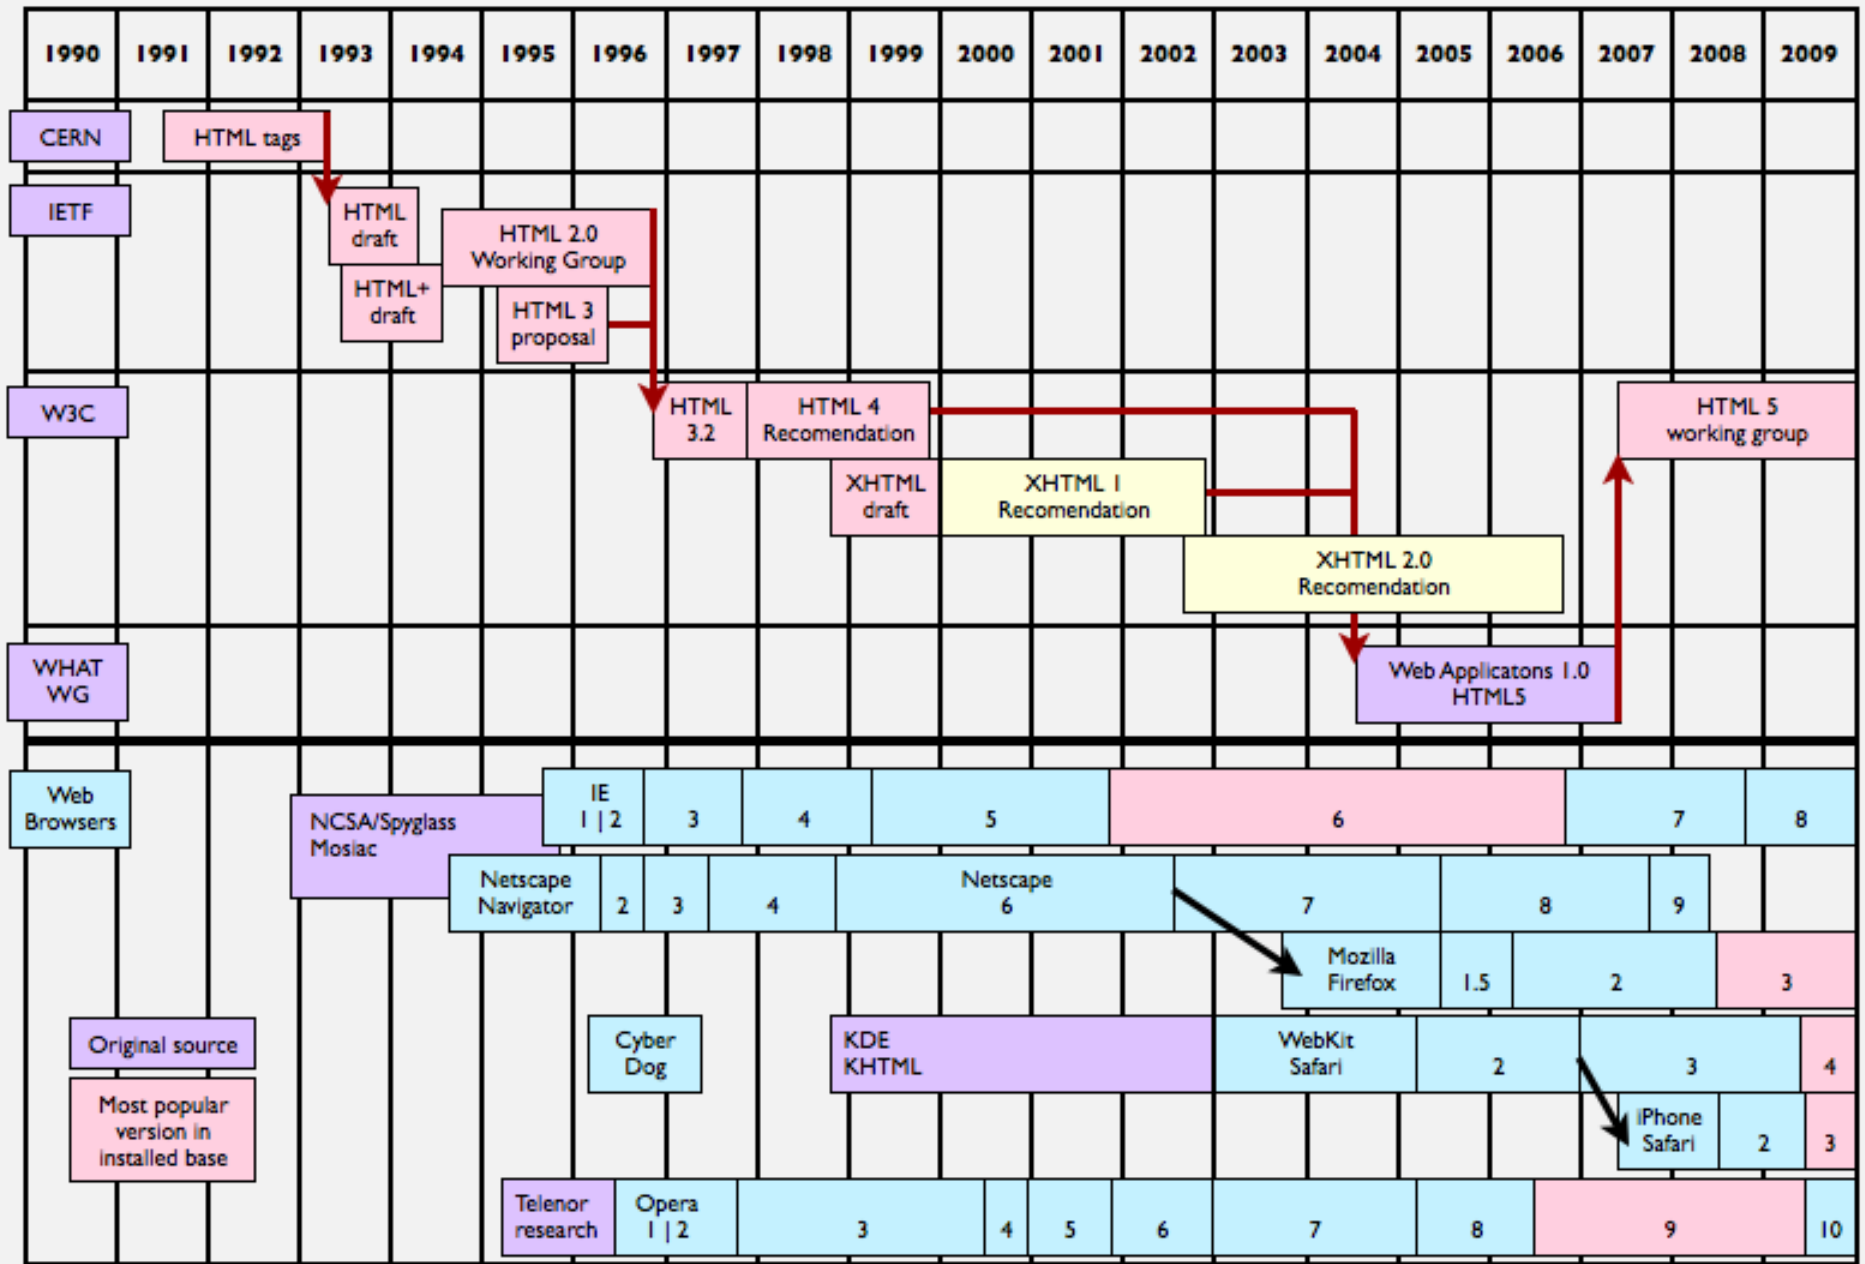 1990 1991 1992 1993 1994 1995 1996 1997 1998 1999 2000 2001 2002 2003 2004 2005 2006 2007 2008 2009
CERN
HTML tags
IETF
HTML
draft
HTML+
draft
HTML 2.0
Working Group
HTML 3
proposal
W3C
HTML
3.2
HTML 4
Recomendation
XHTML
draft
XHTML 1
Recomendation
XHTML 2.0
Recomendation
HTML 5
working group
WHAT
WG
Web Applicatons 1.0
HTML5
Web
Browsers
NCSA/Spyglass
Mosiac
IE
1 | 2
3
4
5
6
7
8
Netscape
Navigator
2
3
4
Netscape
6
7
8
9
Mozilla
Firefox
1.5
2
3
Original source
Most popular
version in
installed base
Cyber
Dog
KDE
KHTML
WebKit
Safari
2
3
4
iPhone
Safari
2
3
Telenor
research
Opera
1 | 2
3
4
5
6
7
8
9
10